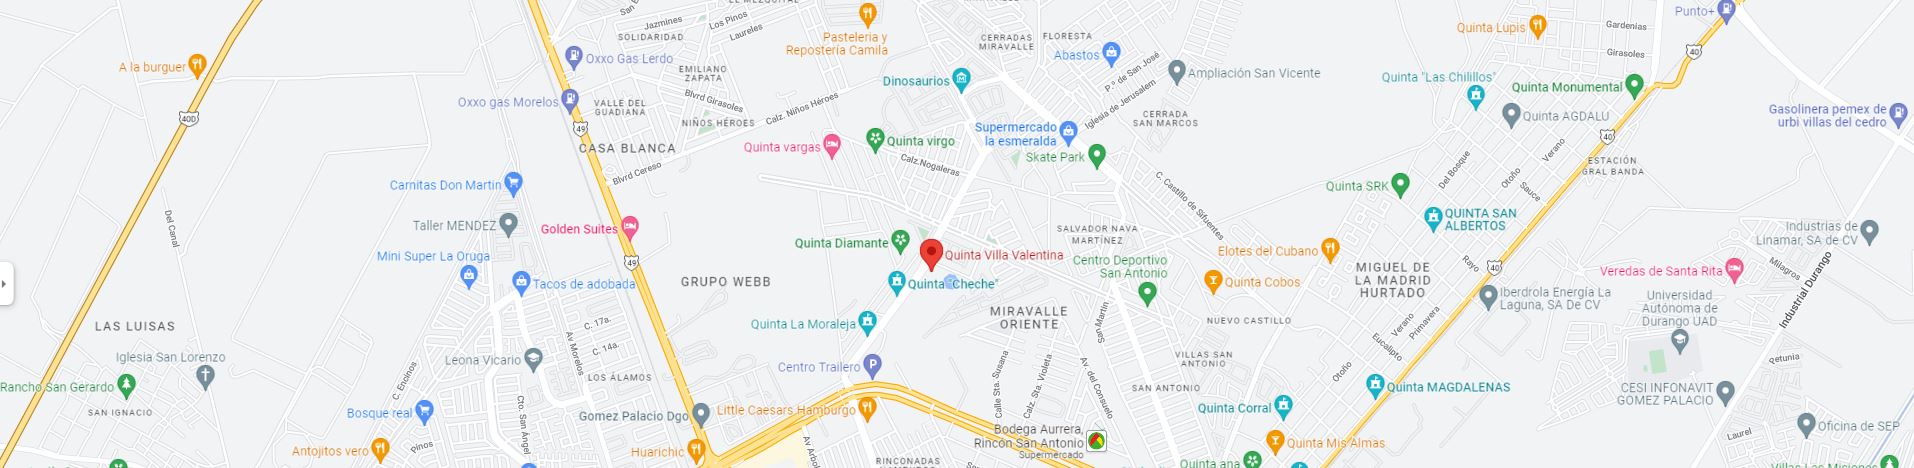 EL MEZQUITAL
MIRAVALLE
Jazmines
Los Pinos
Laureles
SOLIDARIDAD
Pastelería y
Repostería Camila
CERRADAS
MIRAVALLE
FLORESTA
Abastos
Quinta Lupis
Gardenias
Girasoles
Punto+
40
A la burguer
Oxxo Gas Lerdo
EMILIANO
ZAPATA
Blvrd Girasoles
Dinosaurios
P.º de San José
Ampliación San Vicente
Quinta "Las Chilillos"
Quinta Monumental
Oxxo gas Morelos
VALLE DEL
GUADIANA
NIÑOS HÉROES
Calz. Niños Héroes
Iglesia de Jerusalem
CERRADA
SAN MARCOS
Quinta AGDALU
Gasolinera pemex de
urbi villas del cedro
40D
49
CASA BLANCA
Quinta vargas
Quinta virgo
Supermercado
la esmeralda
Skate Park
40
Verano
ESTACIÓN
GRAL BANDA
Blvrd Cereso
Calz.Nogaleras
C. Castillo de Sifuentes
Del Bosque
Otoño
Sauce
Carnitas Don Martin
Quinta SRK
Del Canal
Taller MENDEZ
Golden Suites
QUINTA SAN
ALBERTOS
SALVADOR NAVA
MARTÍNEZ
Industrias de
Linamar, SA de CV
Mini Super La Oruga
49
Quinta Diamante
Quinta Villa Valentina
Centro Deportivo
San Antonio
Elotes del Cubano
MIGUEL DE
LA MADRID
HURTADO
Rayo
40
Veredas de Santa Rita
Milagros
Industrial Durango
Tacos de adobada
GRUPO WEBB
Quinta "Cheche"
Quinta Cobos
Iberdrola Energía La
Laguna, SA De CV
Universidad
Autónoma de
Durango UAD
LAS LUISAS
C. 17a.
Av Morelos
Quinta La Moraleja
MIRAVALLE
ORIENTE
San Martín
NUEVO CASTILLO
Verano
Primavera
Eucalipto
Iglesia San Lorenzo
Leona Vicario
C. 14a.
Centro Trailero
VILLAS SAN
ANTONIO
Petunia
Rancho San Gerardo
LOS ÁLAMOS
C. Encinos
Calle Sta. Susana
Calz. Sta. Violeta
Av. del Consuelo
SAN ANTONIO
Otoño
Quinta MAGDALENAS
CESI INFONAVIT
GOMEZ PALACIO
SAN IGNACIO
Bosque real
Cto. San Ángel
Gomez Palacio Dgo
Little Caesars Hamburgo
Quinta Corral
Bodega Aurrera,
Rincón San Antonio
Supermercado
Laurel
Oficina de SEP
Antojitos vero
Pinos
Huarichic
Quinta Mis Almas
RINCONADAS
Quinta ana
Villas Las Misiones